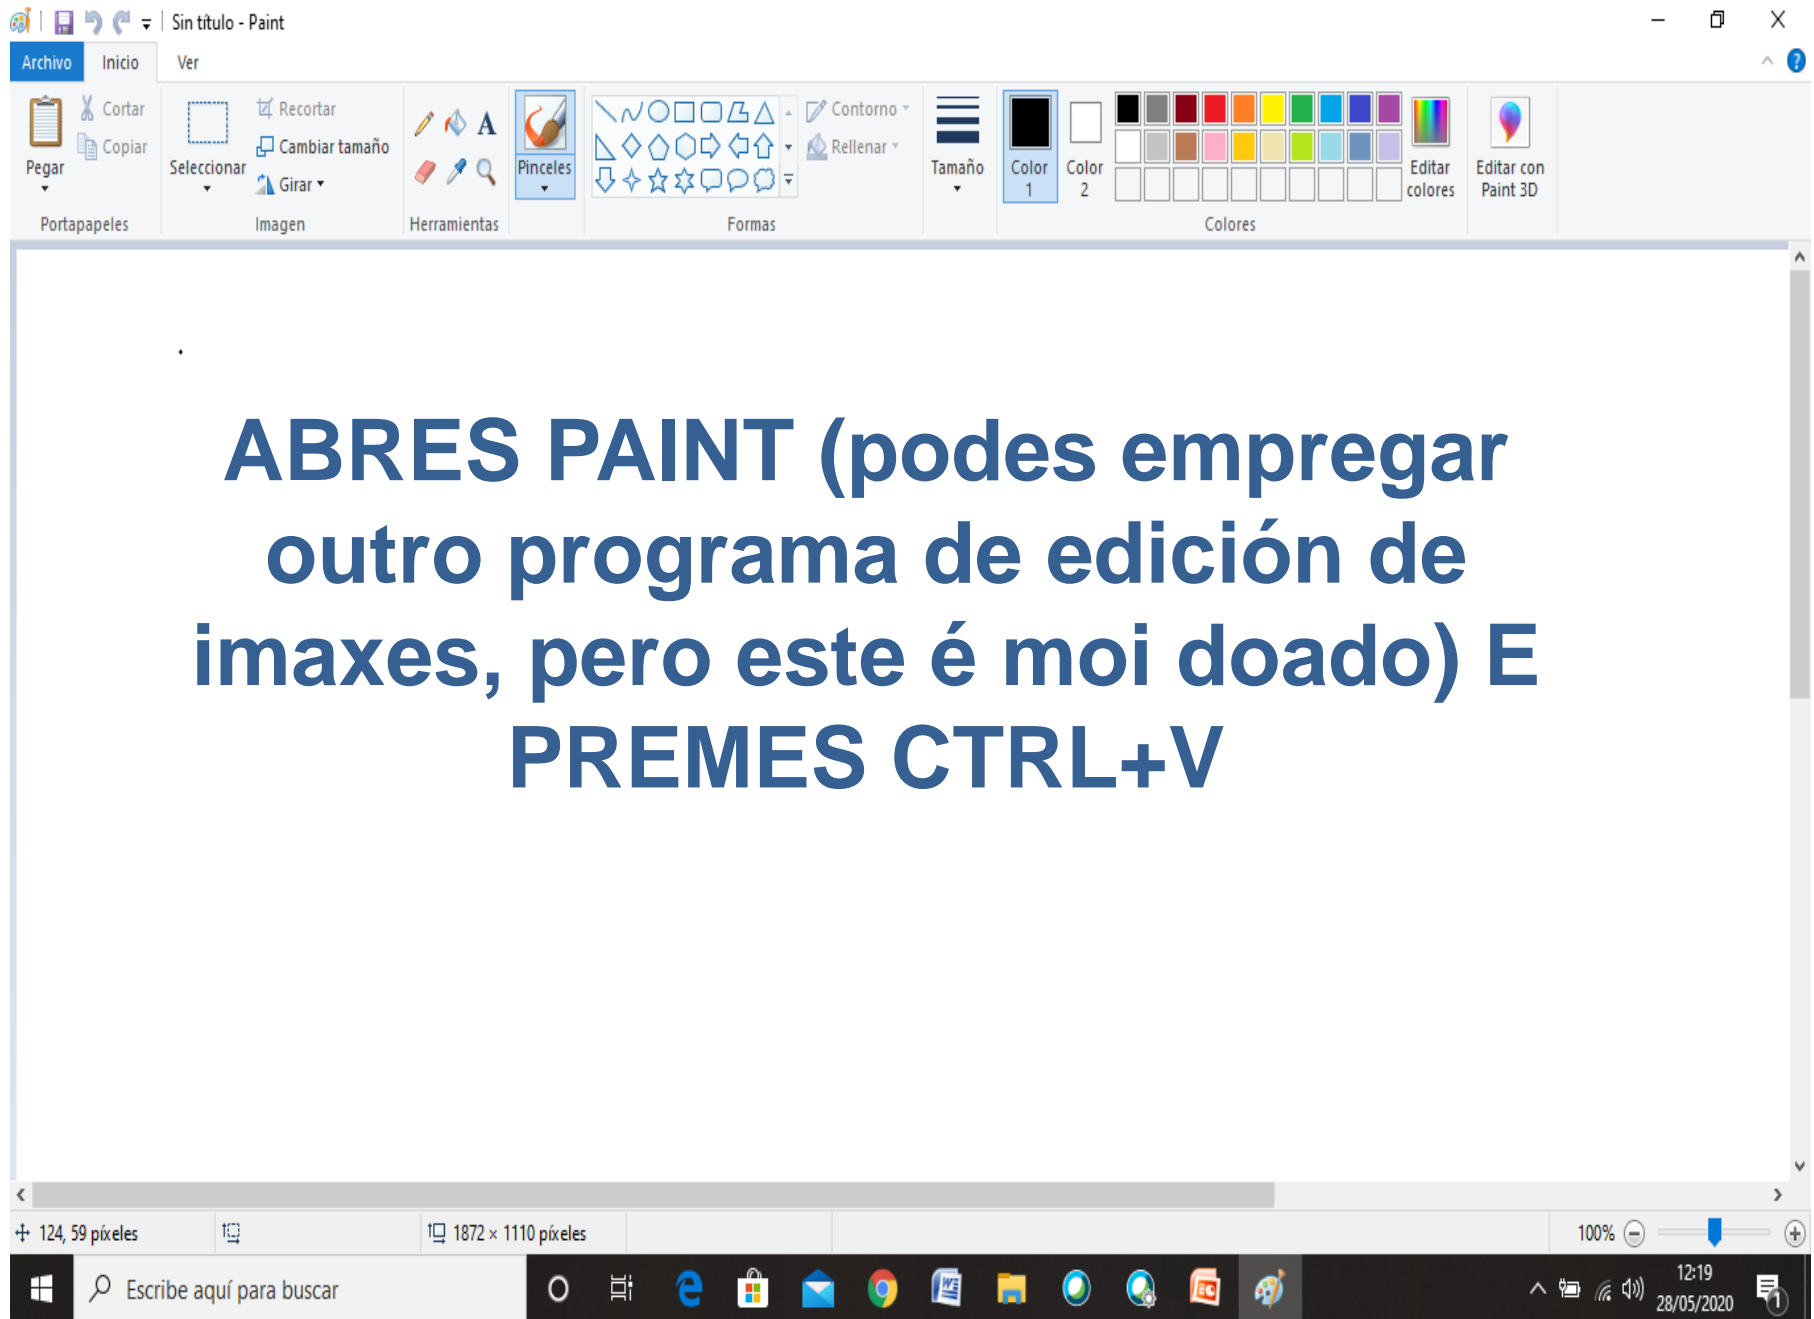 Sin título - Paint
Archivo Inicio Ver
Pegar
Cortar
Copiar
Portapapeles
Seleccionar
Recortar
Cambiar tamaño
Girar
Imagen
A
Herramientas
Pinceles
Contorno
Rellenar
Formas
Tamaño
Color 1
Color 2
Editar colores
Colores
Editar con Paint 3D
ABRES PAINT (podes empregar
outro programa de edición de
imaxes, pero este é moi doado) E
PREMES CTRL+V
124, 59 píxeles
1872 × 1110 píxeles
100%
Escribe aquí para buscar
12:19
28/05/2020
1